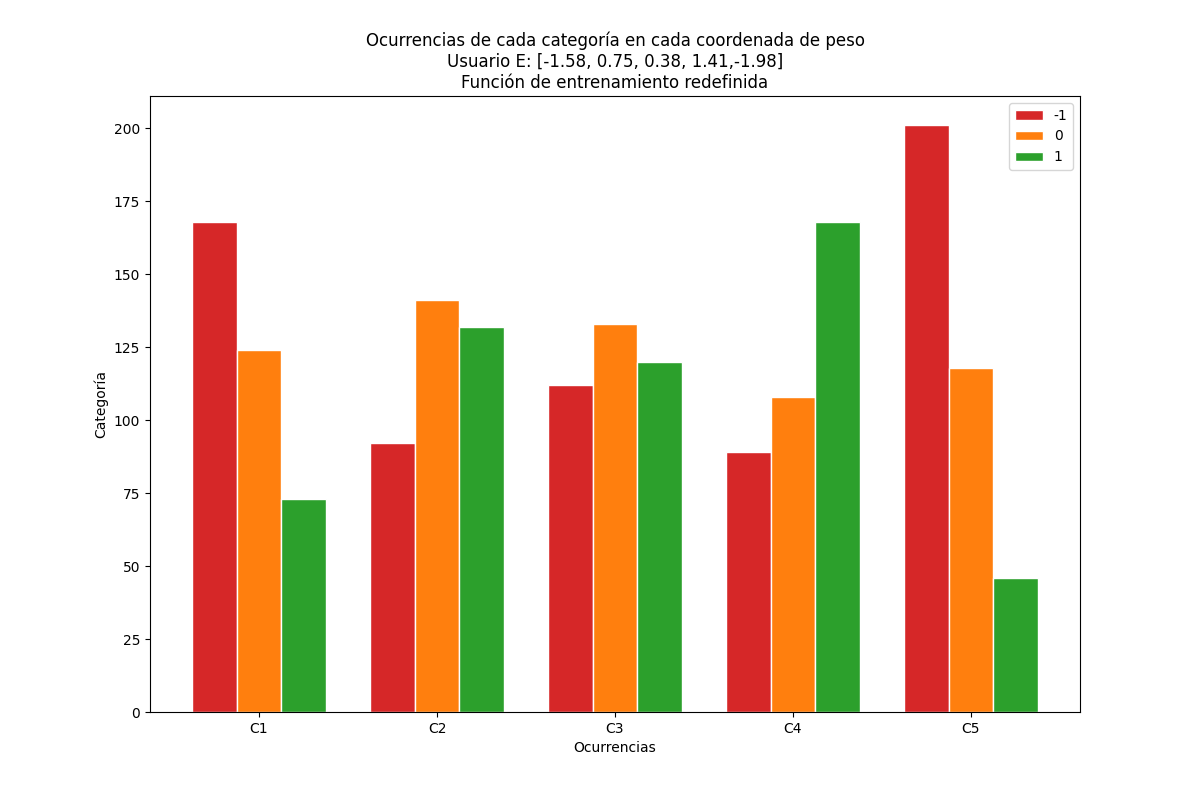 Ocurrencias de cada categoría en cada coordenada de peso
Usuario E: [-1.58, 0.75, 0.38, 1.41,-1.98]
Función de entrenamiento redefinida
-1
0
1
200
175
150
125
100
75
50
25
0
Categoría
C1 C2 C3 C4 C5
Ocurrencias